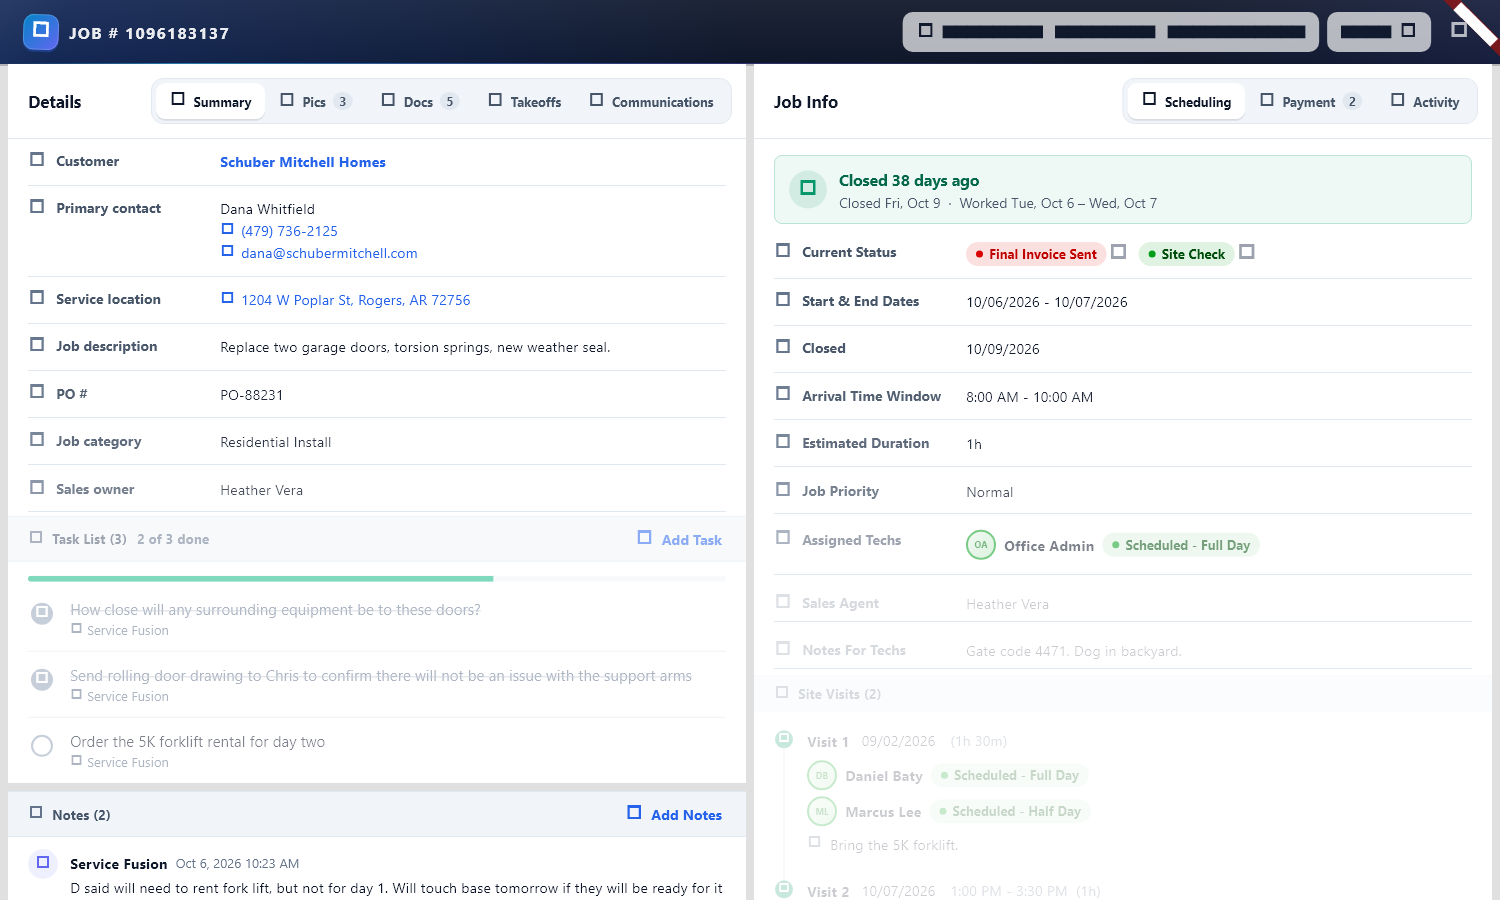 JOB # 1096183137
Details
Summary
Pics 3
Docs 5
Takeoffs
Communications
Customer
Schuber Mitchell Homes
Primary contact
Dana Whitfield
(479) 736-2125
dana@schubermitchell.com
Service location
1204 W Poplar St, Rogers, AR 72756
Job description
Replace two garage doors, torsion springs, new weather seal.
PO #
PO-88231
Job category
Residential Install
Sales owner
Heather Vera
Task List (3) 2 of 3 done
Add Task
How close will any surrounding equipment be to these doors?
Service Fusion
Send rolling door drawing to Chris to confirm there will not be an issue with the support arms
Service Fusion
Order the 5K forklift rental for day two
Service Fusion
Notes (2)
Add Notes
Service Fusion Oct 6, 2026 10:23 AM
D said will need to rent fork lift, but not for day 1. Will touch base tomorrow if they will be ready for it
Job Info
Scheduling
Payment 2
Activity
Closed 38 days ago
Closed Fri, Oct 9 · Worked Tue, Oct 6 – Wed, Oct 7
Current Status
Final Invoice Sent
Site Check
Start & End Dates
10/06/2026 - 10/07/2026
Closed
10/09/2026
Arrival Time Window
8:00 AM - 10:00 AM
Estimated Duration
1h
Job Priority
Normal
Assigned Techs
OA Office Admin Scheduled - Full Day
Sales Agent
Heather Vera
Notes For Techs
Gate code 4471. Dog in backyard.
Site Visits (2)
Visit 1 09/02/2026 (1h 30m)
DB Daniel Baty Scheduled - Full Day
ML Marcus Lee Scheduled - Half Day
Bring the 5K forklift.
Visit 2 10/07/2026 1:00 PM - 3:30 PM (1h)